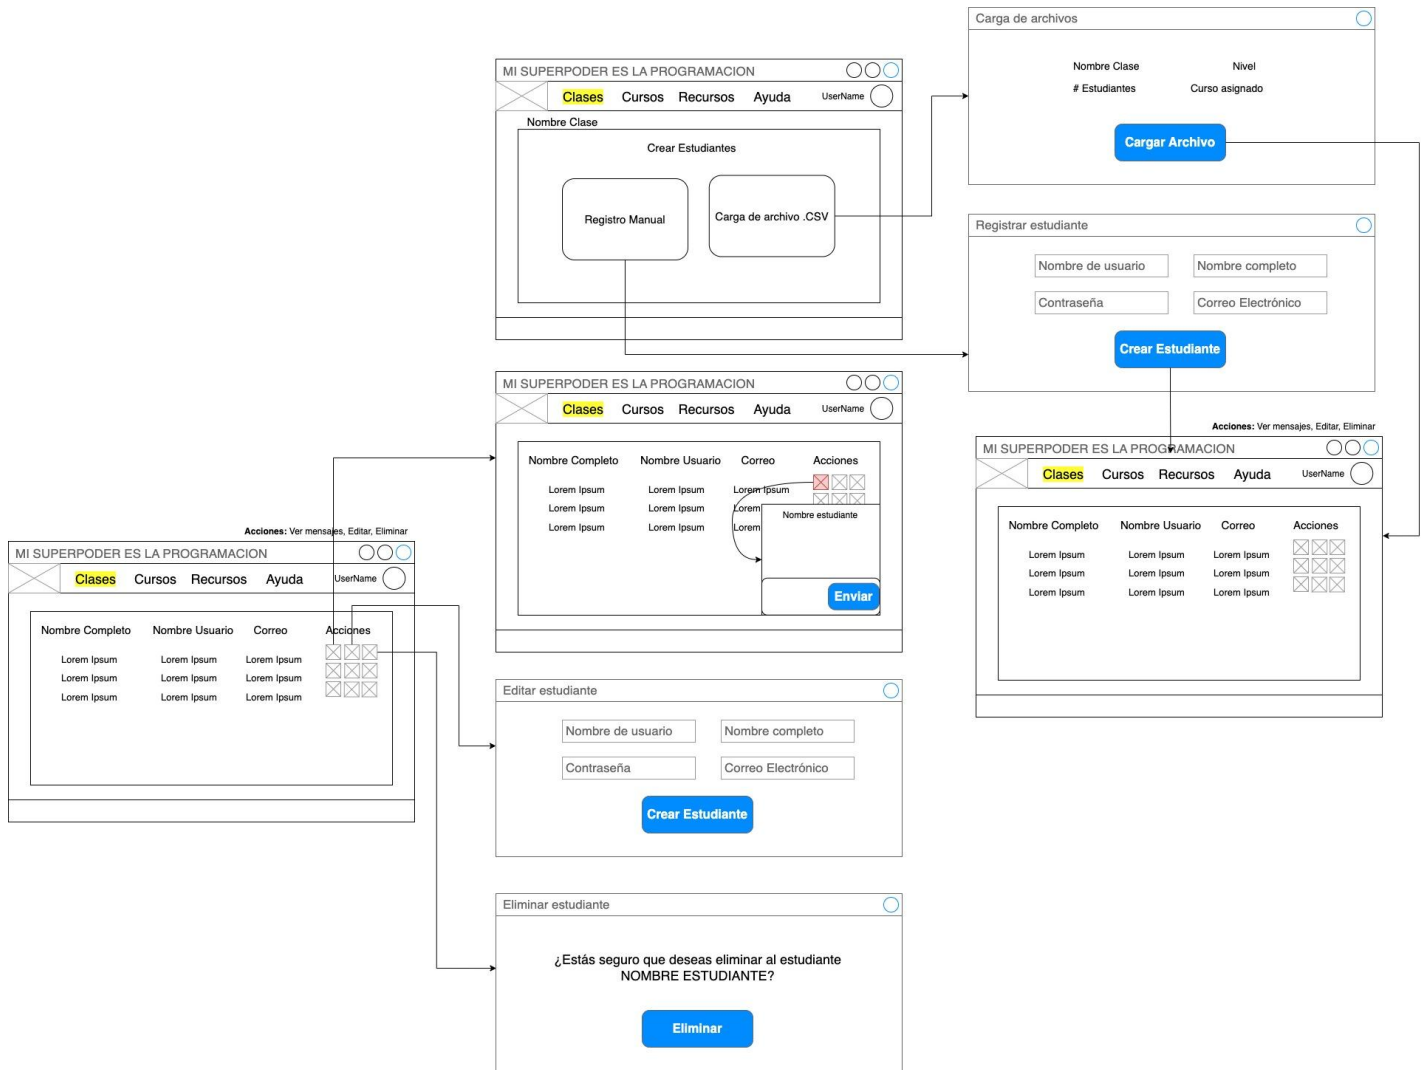 Carga de archivos
Nombre Clase Nivel
# Estudiantes Curso asignado
Cargar Archivo
MI SUPERPODER ES LA PROGRAMACION
Clases Cursos Recursos Ayuda UserName
Nombre Clase
Crear Estudiantes
Registro Manual Carga de archivo .CSV
Registrar estudiante
Nombre de usuario Nombre completo
Contraseña Correo Electrónico
Crear Estudiante
MI SUPERPODER ES LA PROGRAMACION
Clases Cursos Recursos Ayuda UserName
Nombre Completo Nombre Usuario Correo Acciones
Lorem Ipsum Lorem Ipsum Lorem Ipsum
Lorem Ipsum Lorem Ipsum Lorem
Lorem Ipsum Lorem Ipsum Lorem
Nombre estudiante
Enviar
Acciones: Ver mensajes, Editar, Eliminar
MI SUPERPODER ES LA PROGRAMACION
Clases Cursos Recursos Ayuda UserName
Nombre Completo Nombre Usuario Correo Acciones
Lorem Ipsum Lorem Ipsum Lorem Ipsum
Lorem Ipsum Lorem Ipsum Lorem Ipsum
Lorem Ipsum Lorem Ipsum Lorem Ipsum
Acciones: Ver mensajes, Editar, Eliminar
MI SUPERPODER ES LA PROGRAMACION
Clases Cursos Recursos Ayuda UserName
Nombre Completo Nombre Usuario Correo Acciones
Lorem Ipsum Lorem Ipsum Lorem Ipsum
Lorem Ipsum Lorem Ipsum Lorem Ipsum
Lorem Ipsum Lorem Ipsum Lorem Ipsum
Editar estudiante
Nombre de usuario Nombre completo
Contraseña Correo Electrónico
Crear Estudiante
Eliminar estudiante
¿Estás seguro que deseas eliminar al estudiante
NOMBRE ESTUDIANTE?
Eliminar